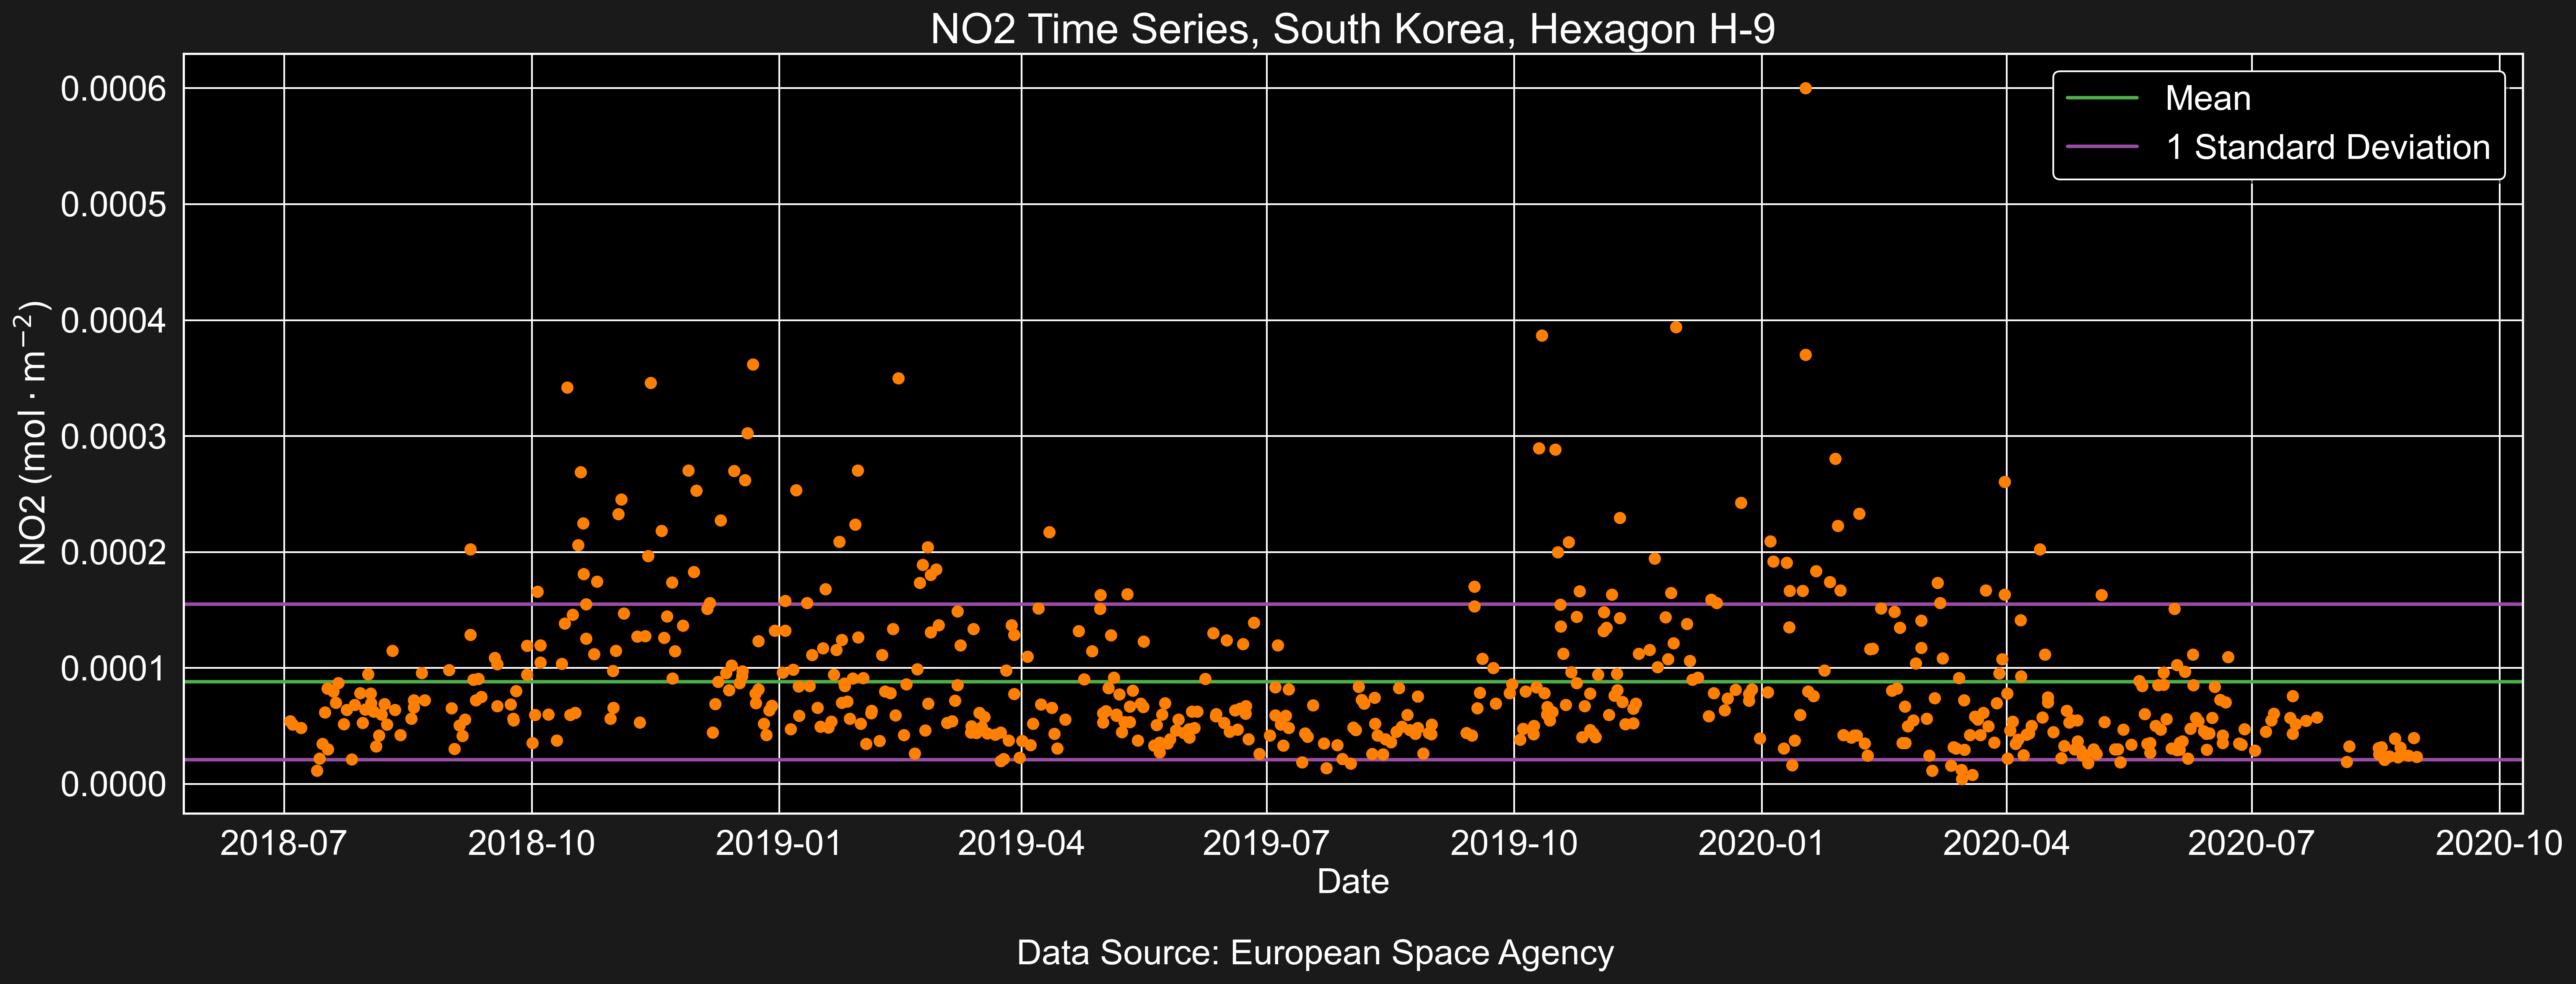 NO2 Time Series, South Korea, Hexagon H-9
Mean
1 Standard Deviation
NO2 (mol · m⁻²)
0.0006
0.0005
0.0004
0.0003
0.0002
0.0001
0.0000
2018-07 2018-10 2019-01 2019-04 2019-07 2019-10 2020-01 2020-04 2020-07 2020-10
Date
Data Source: European Space Agency